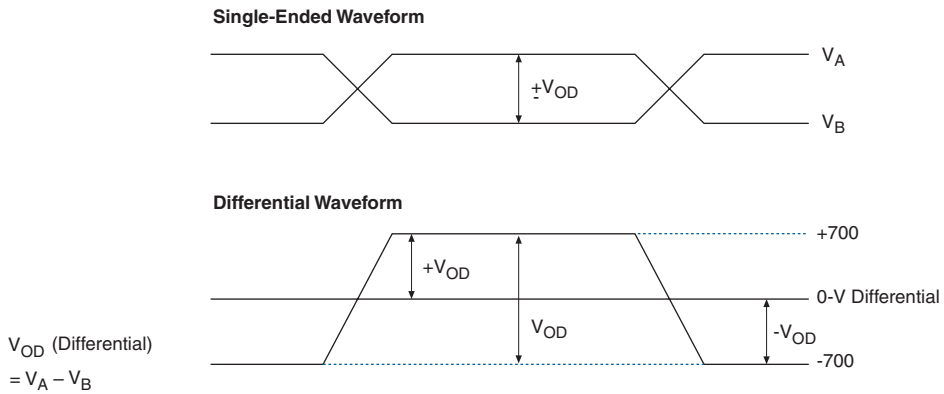 Single-Ended Waveform
V_A
±V_OD
V_B
Differential Waveform
+700
+V_OD
0-V Differential
V_OD
-V_OD
-700
V_OD (Differential)
= V_A – V_B